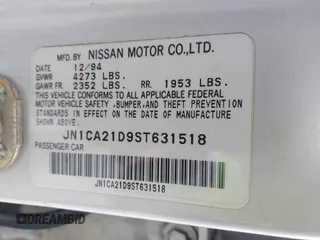 MFD.BY NISSAN MOTOR CO.,LTD.
DATE 12/94
GVWR 4273 LBS.
GAWR FR. 2352 LBS. RR. 1953 LBS.
THIS VEHICLE CONFORMS TO ALL APPLICABLE FEDERAL
MOTOR VEHICLE SAFETY ,BUMPER,AND THEFT PREVENTION
STANDARDS IN EFFECT ON THE DATE OF MANUFACTURE
SHOWN ABOVE.
JN1CA21D9ST631518
PASSENGER CAR
JN1CA21D9ST631518
DREAMBID